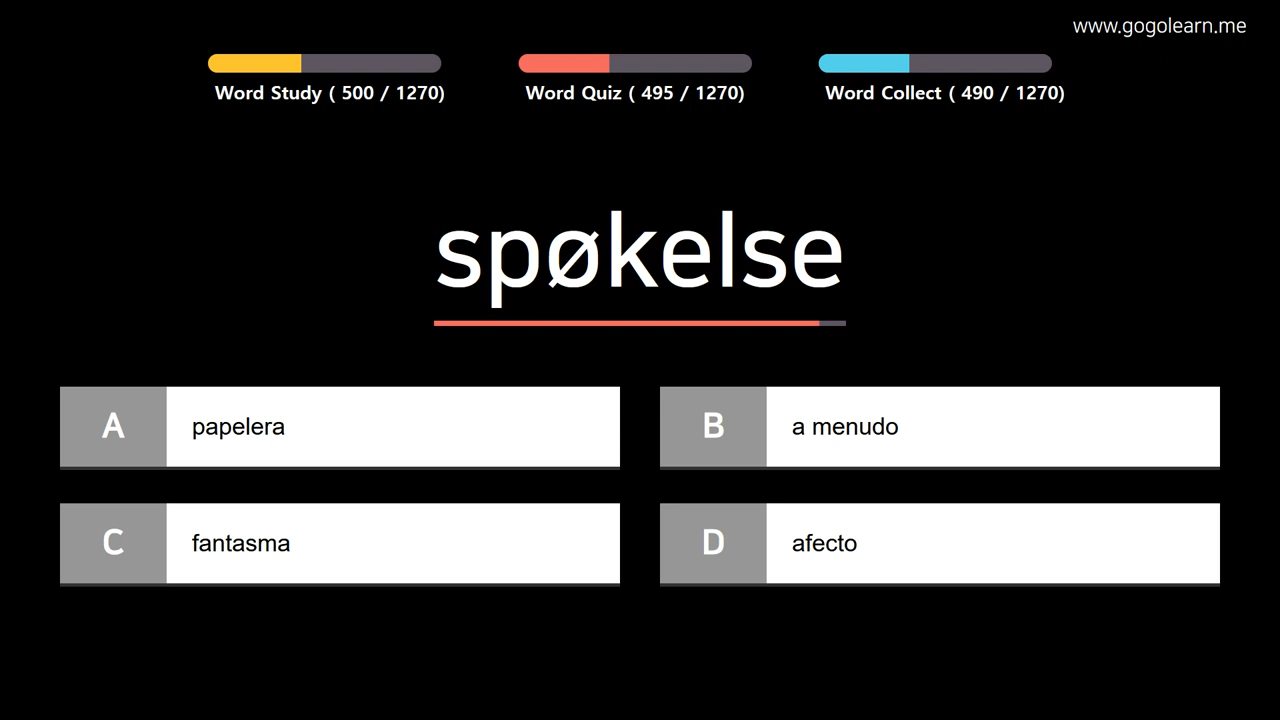 www.gogolearn.me
Word Study ( 500 / 1270)
Word Quiz ( 495 / 1270)
Word Collect ( 490 / 1270)
spøkelse
A papelera
B a menudo
C fantasma
D afecto